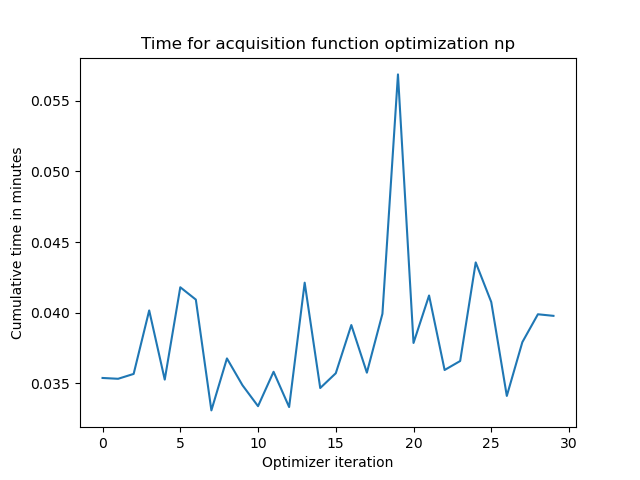 Time for acquisition function optimization np
0.055
0.050
0.045
0.040
0.035
Cumulative time in minutes
0 5 10 15 20 25 30
Optimizer iteration